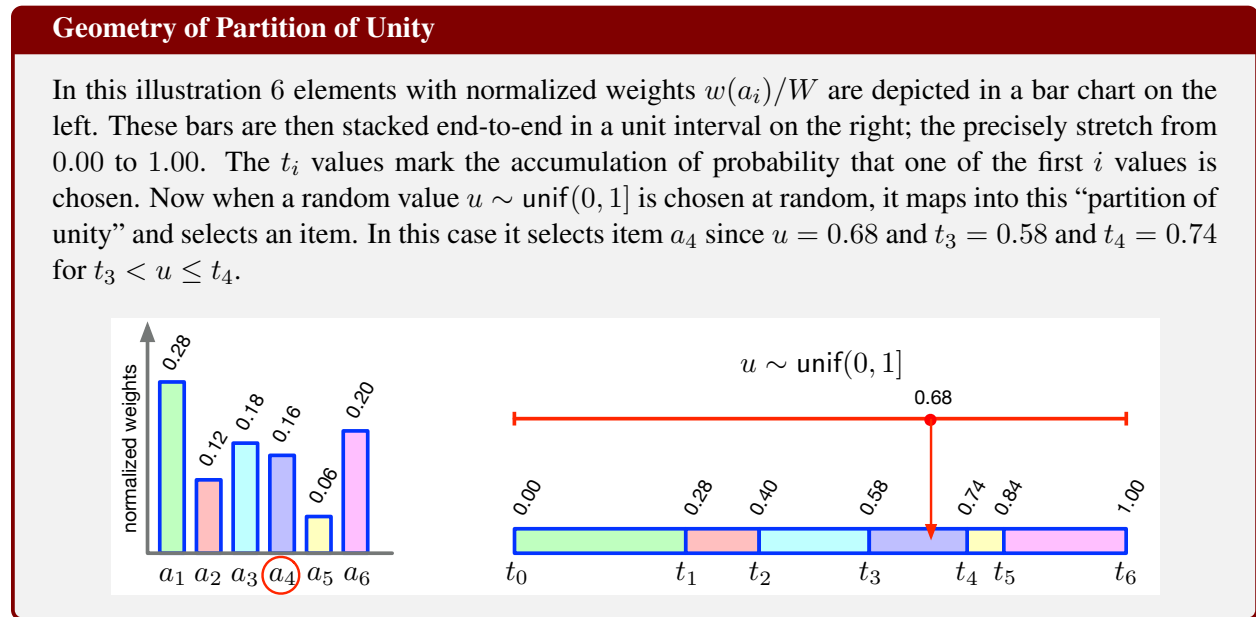 Geometry of Partition of Unity
In this illustration 6 elements with normalized weights w(a_i)/W are depicted in a bar chart on the
left. These bars are then stacked end-to-end in a unit interval on the right; the precisely stretch from
0.00 to 1.00. The t_i values mark the accumulation of probability that one of the first i values is
chosen. Now when a random value u ∼ unif(0, 1] is chosen at random, it maps into this “partition of
unity” and selects an item. In this case it selects item a_4 since u = 0.68 and t_3 = 0.58 and t_4 = 0.74
for t_3 < u ≤ t_4.
normalized weights
0.28 0.12 0.18 0.16 0.06 0.20
a_1 a_2 a_3 a_4 a_5 a_6
u ∼ unif(0, 1]
0.68
0.00 0.28 0.40 0.58 0.74 0.84 1.00
t_0 t_1 t_2 t_3 t_4 t_5 t_6